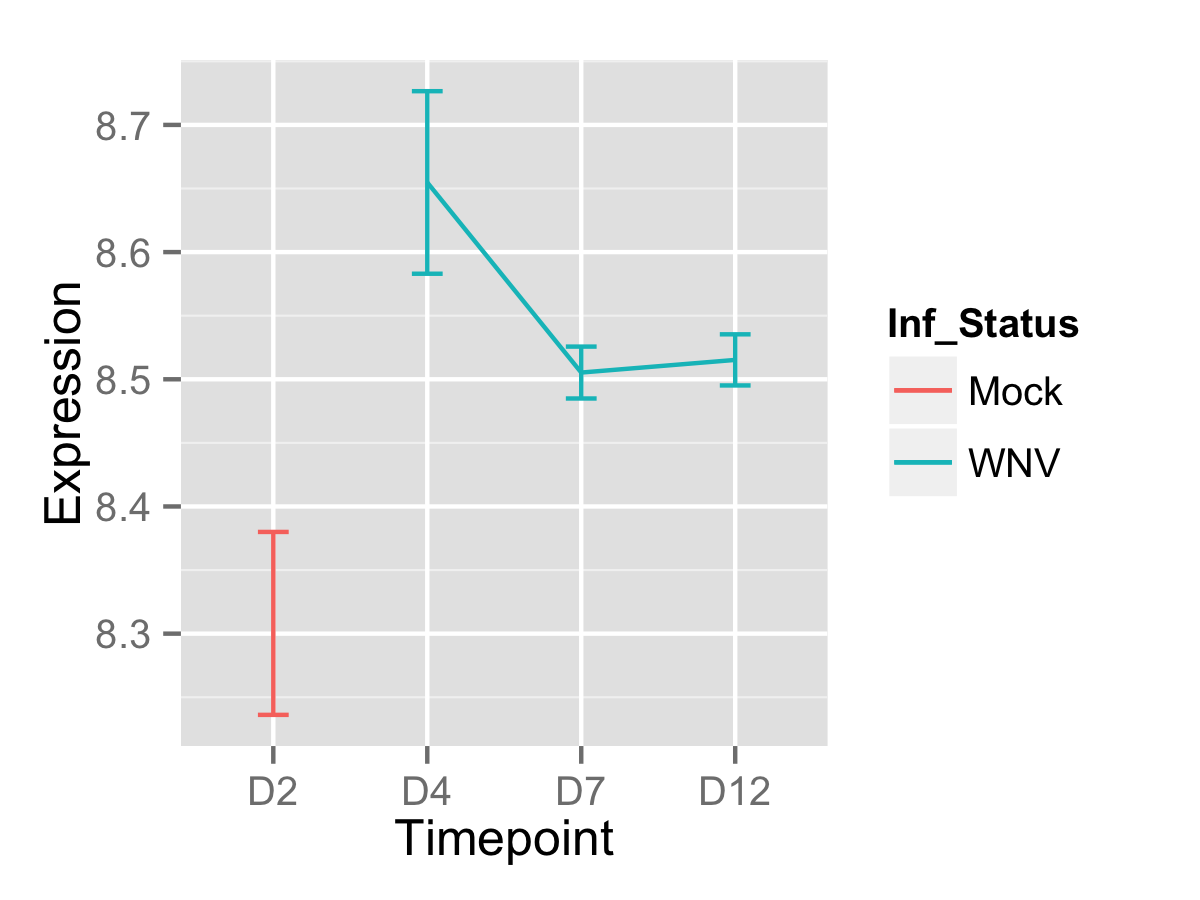 Expression
8.7
8.6
8.5
8.4
8.3
D2 D4 D7 D12
Timepoint
Inf_Status
Mock
WNV